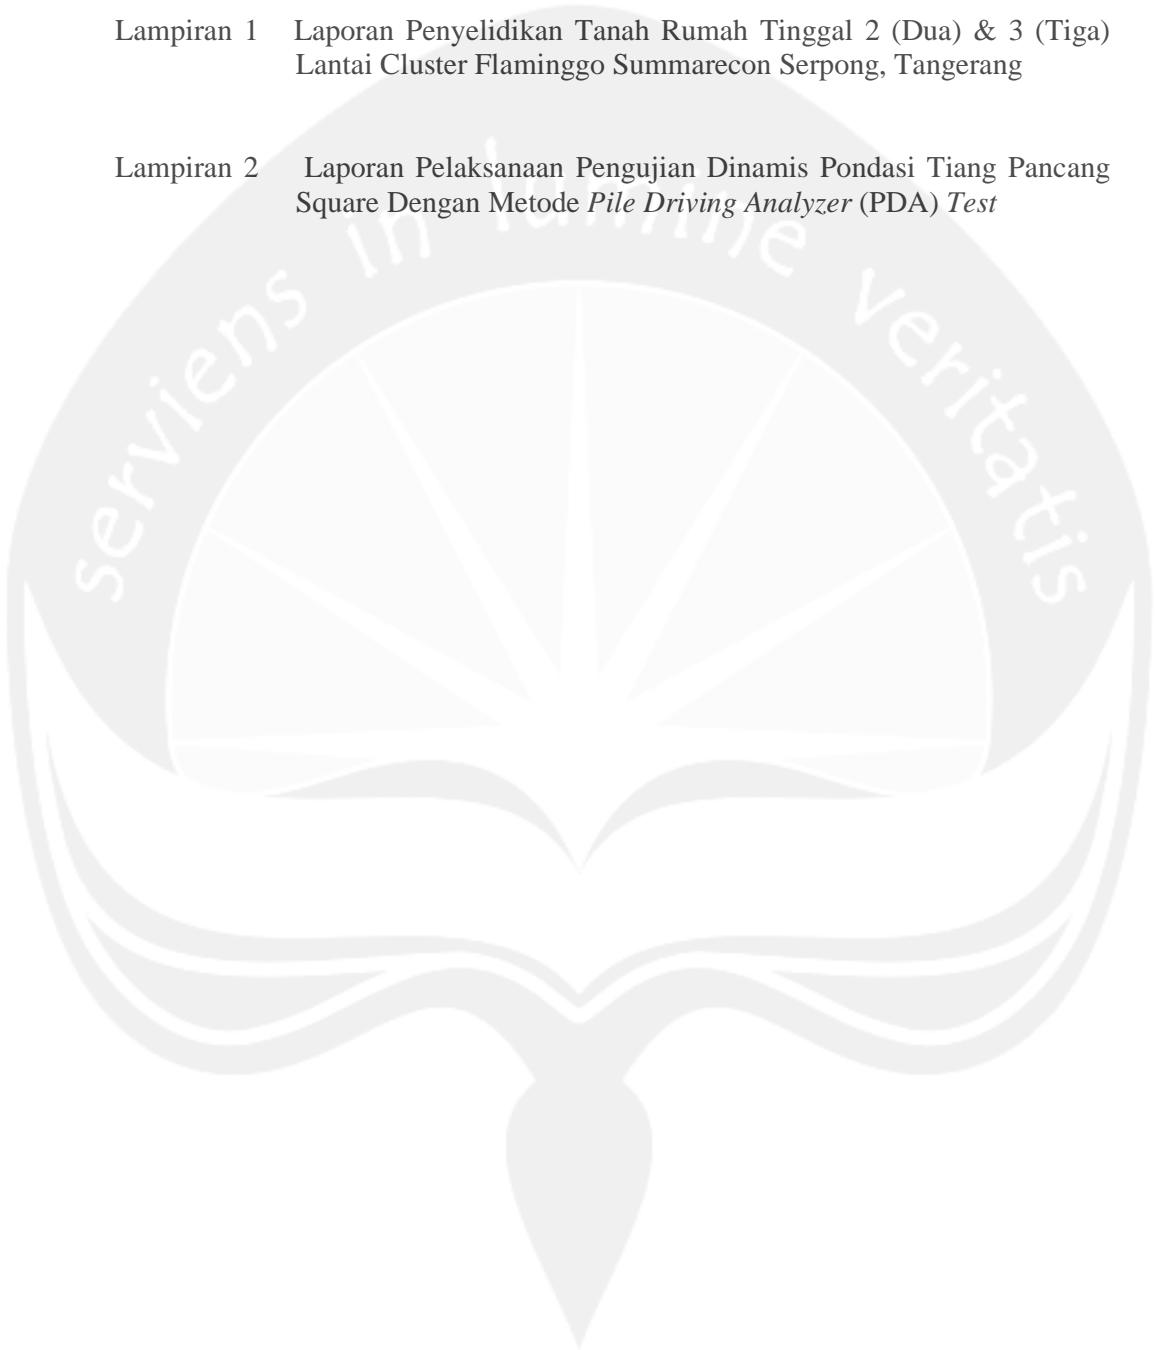 Lampiran 1 Laporan Penyelidikan Tanah Rumah Tinggal 2 (Dua) & 3 (Tiga)
Lantai Cluster Flaminggo Summarecon Serpong, Tangerang
Lampiran 2 Laporan Pelaksanaan Pengujian Dinamis Pondasi Tiang Pancang
Square Dengan Metode Pile Driving Analyzer (PDA) Test
serviens in lumine veritatis